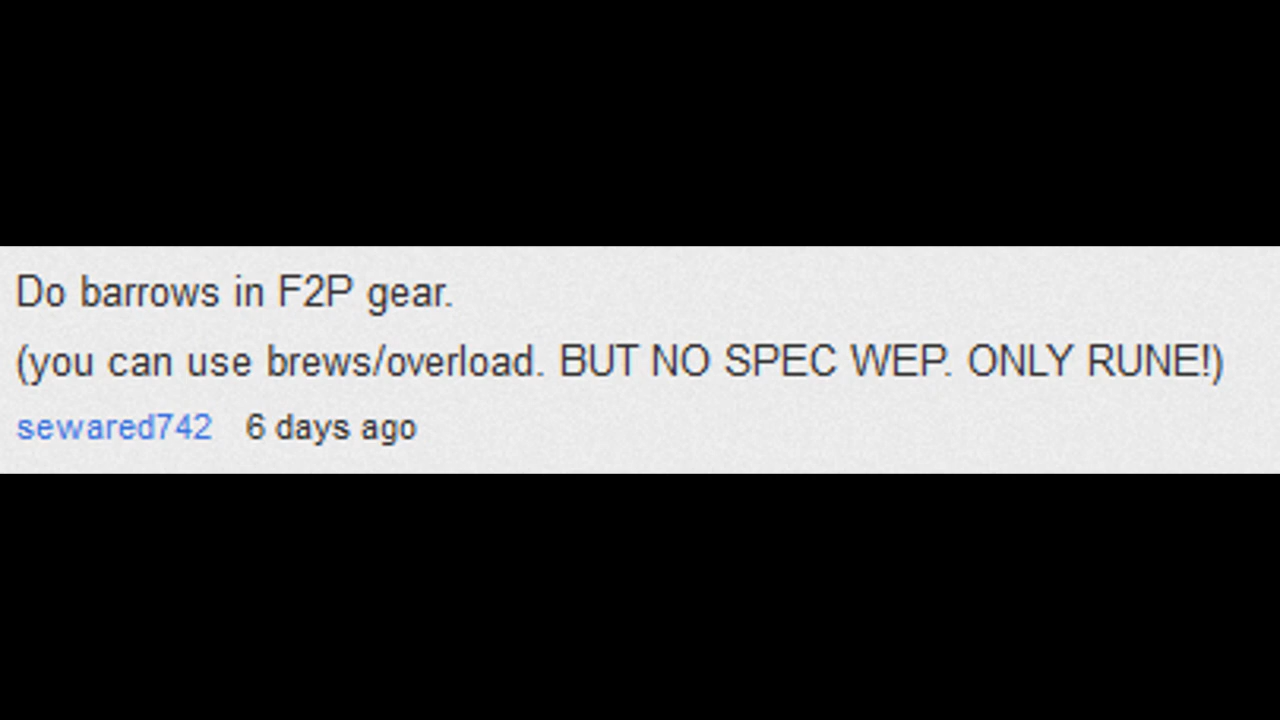 Do barrows in F2P gear.
(you can use brews/overload. BUT NO SPEC WEP. ONLY RUNE!)
sewared742 6 days ago